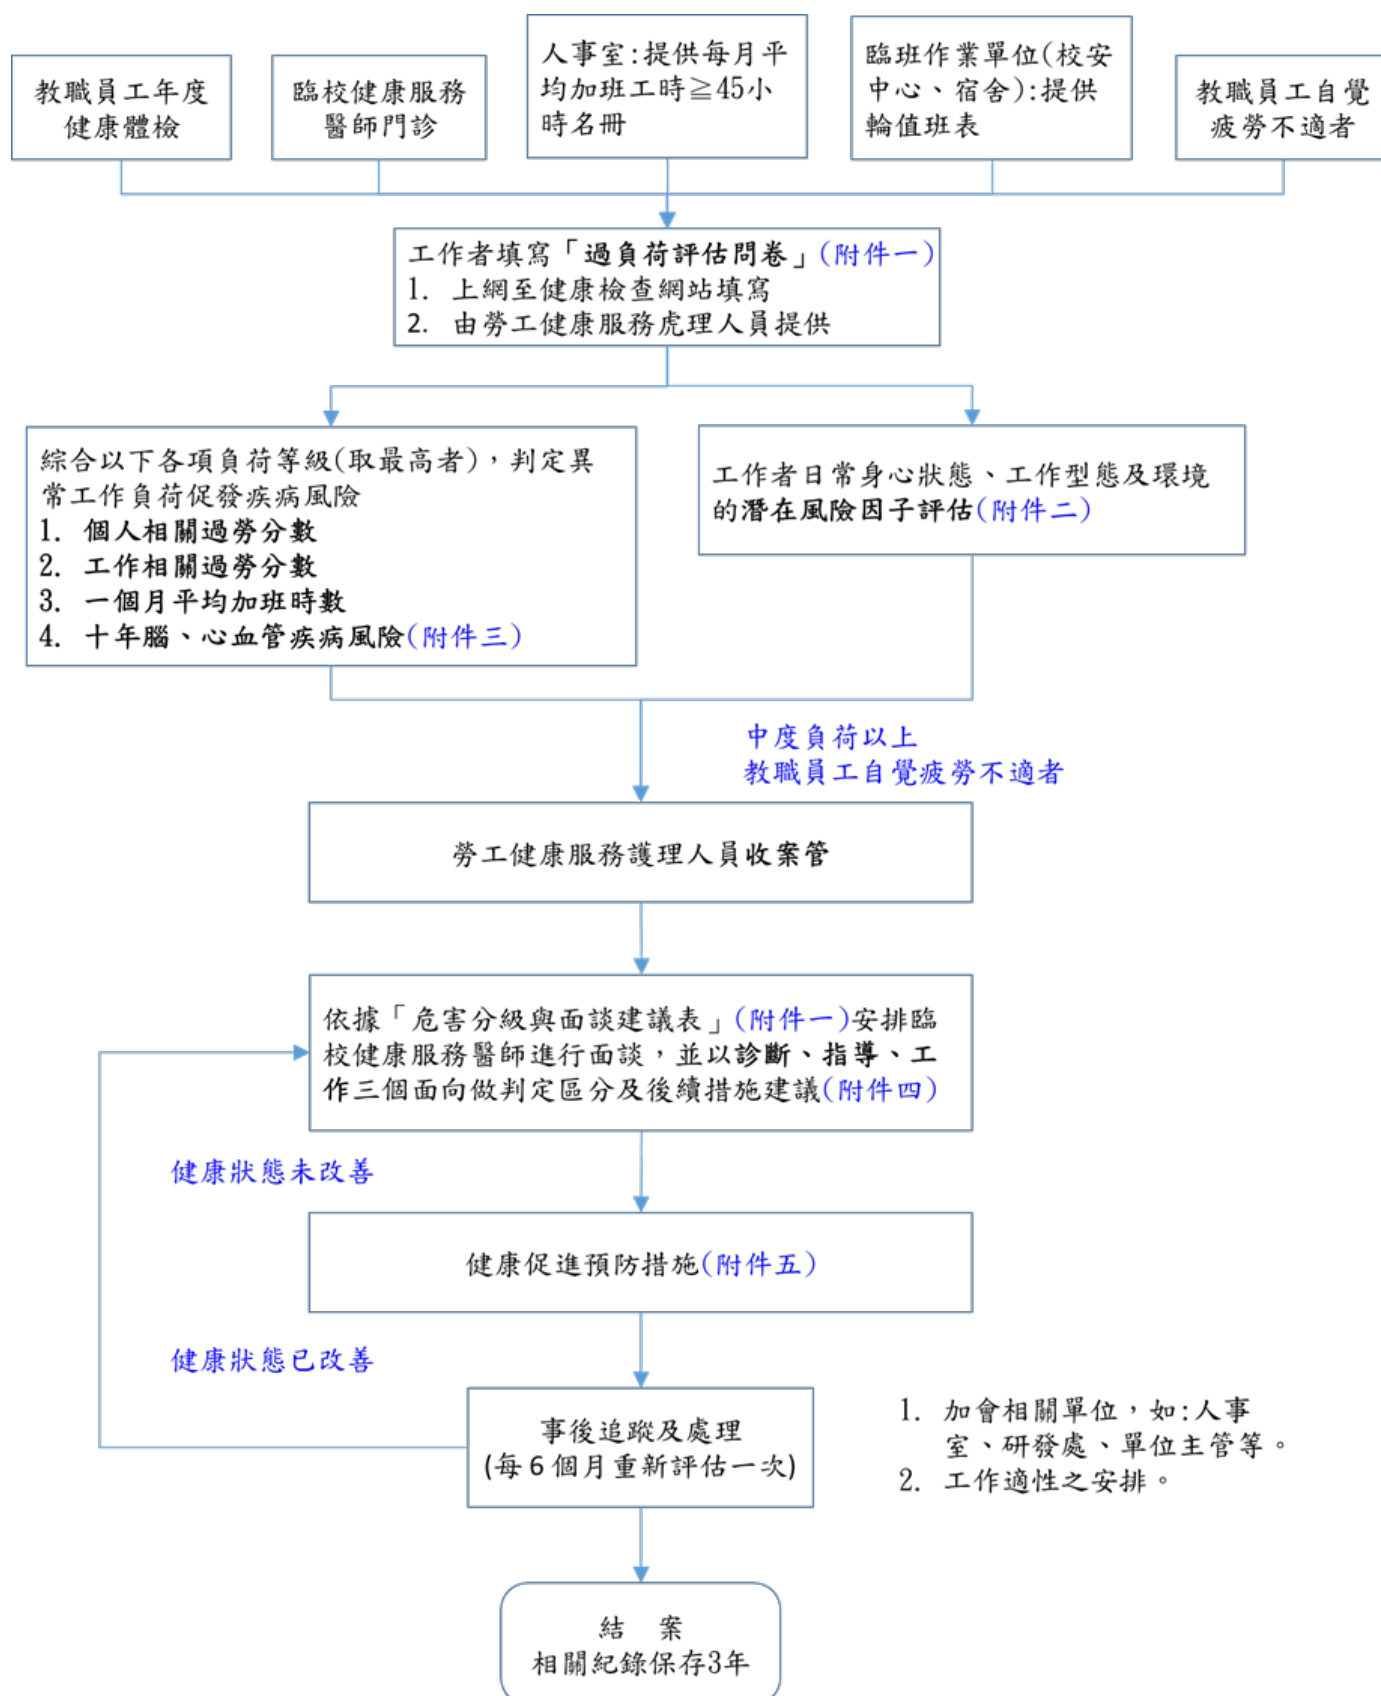 教職員工年度
健康體檢
臨校健康服務
醫師門診
人事室:提供每月平
均加班工時≧45小
時名冊
臨班作業單位(校安
中心、宿舍):提供
輪值班表
教職員工自覺
疲勞不適者
工作者填寫「過負荷評估問卷」(附件一)
1. 上網至健康檢查網站填寫
2. 由勞工健康服務虎理人員提供
綜合以下各項負荷等級(取最高者)，判定異
常工作負荷促發疾病風險
1. 個人相關過勞分數
2. 工作相關過勞分數
3. 一個月平均加班時數
4. 十年腦、心血管疾病風險(附件三)
工作者日常身心狀態、工作型態及環境
的潛在風險因子評估(附件二)
中度負荷以上
教職員工自覺疲勞不適者
勞工健康服務護理人員收案管
依據「危害分級與面談建議表」(附件一)安排臨
校健康服務醫師進行面談，並以診斷、指導、工
作三個面向做判定區分及後續措施建議(附件四)
健康狀態未改善
健康促進預防措施(附件五)
健康狀態已改善
事後追蹤及處理
(每6個月重新評估一次)
1. 加會相關單位，如:人事
室、研發處、單位主管等。
2. 工作適性之安排。
結 案
相關紀錄保存3年